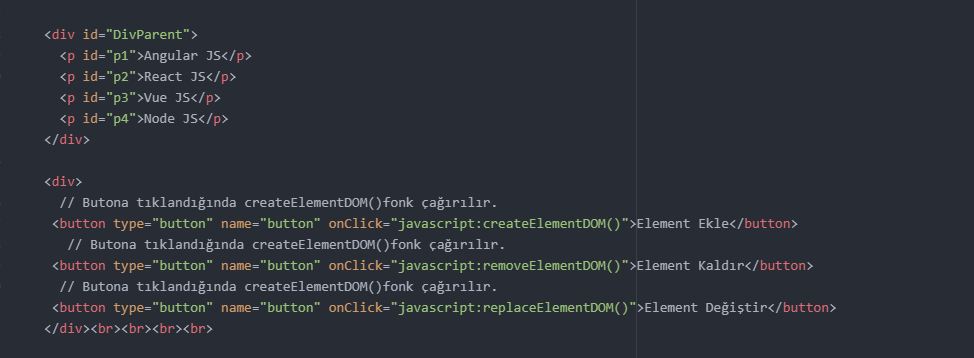 <div id="DivParent">
<p id="p1">Angular JS</p>
<p id="p2">React JS</p>
<p id="p3">Vue JS</p>
<p id="p4">Node JS</p>
</div>
<div>
// Butona tıklandığında createElementDOM()fonk çağırılır.
<button type="button" name="button" onClick="javascript:createElementDOM()">Element Ekle</button>
// Butona tıklandığında createElementDOM()fonk çağırılır.
<button type="button" name="button" onClick="javascript:removeElementDOM()">Element Kaldır</button>
// Butona tıklandığında createElementDOM()fonk çağırılır.
<button type="button" name="button" onClick="javascript:replaceElementDOM()">Element Değiştir</button>
</div><br><br><br><br>